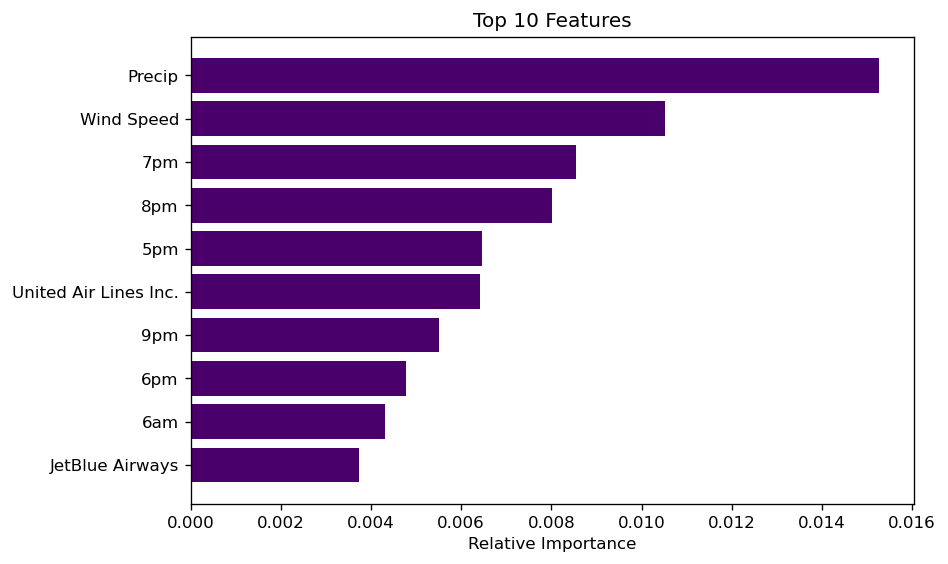 Top 10 Features
Precip
Wind Speed
7pm
8pm
5pm
United Air Lines Inc.
9pm
6pm
6am
JetBlue Airways
0.000 0.002 0.004 0.006 0.008 0.010 0.012 0.014 0.016
Relative Importance